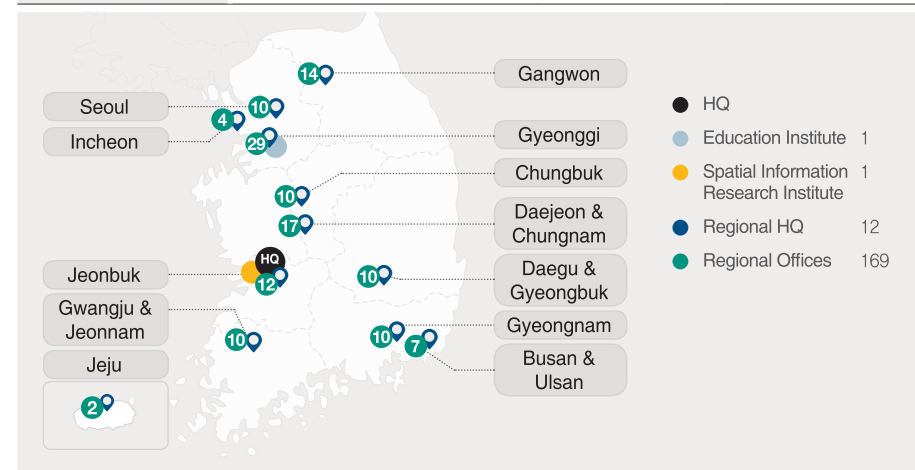 Seoul
10
4
Incheon
14
Gangwon
29
Gyeonggi
10
Chungbuk
17
Daejeon &
Chungnam
Jeonbuk
HQ
12
10
Daegu &
Gyeongbuk
Gwangju &
Jeonnam
10
10
Gyeongnam
7
Busan &
Ulsan
Jeju
2
HQ
Education Institute 1
Spatial Information 1
Research Institute
Regional HQ 12
Regional Offices 169